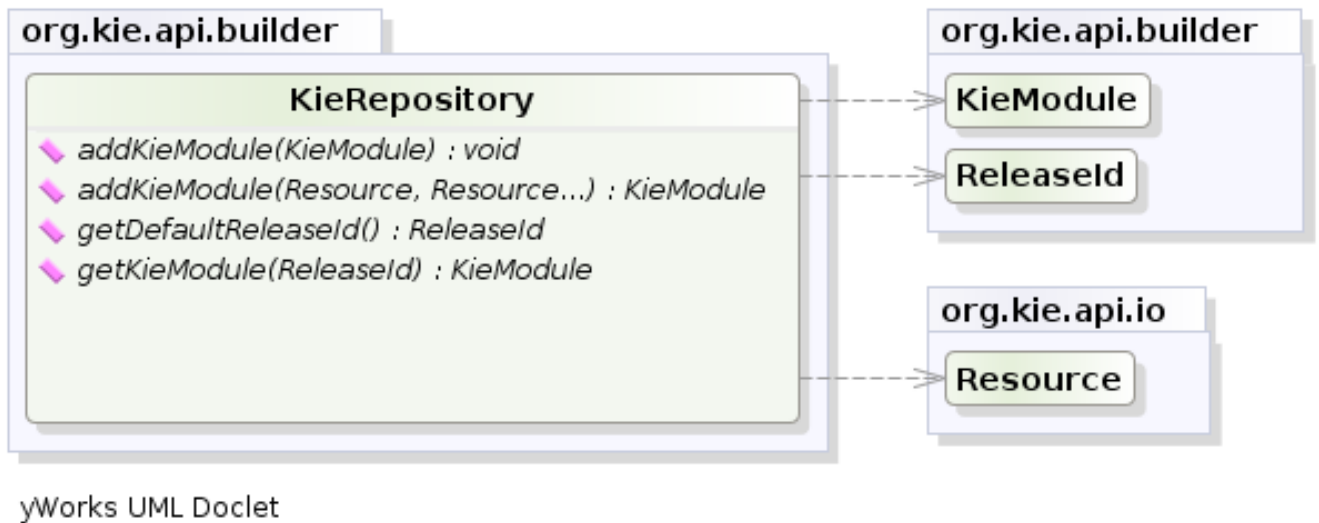 org.kie.api.builder
KieRepository
addKieModule(KieModule) : void
addKieModule(Resource, Resource...) : KieModule
getDefaultReleaseId() : ReleaseId
getKieModule(ReleaseId) : KieModule
org.kie.api.builder
KieModule
ReleaseId
org.kie.api.io
Resource
yWorks UML Doclet